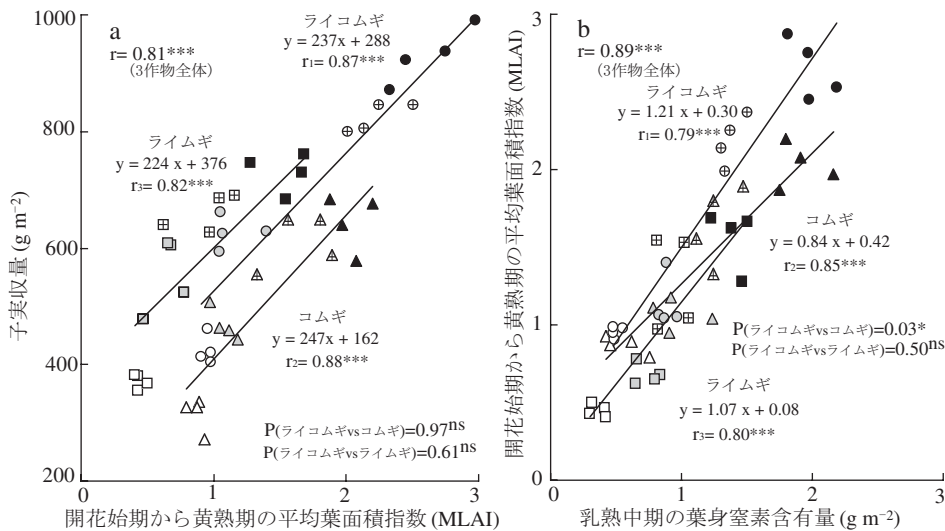 a
r= 0.81***
(3作物全体)
ライコムギ
y = 237x + 288
r1= 0.87***
ライムギ
y = 224 x + 376
r3= 0.82***
コムギ
y = 247x + 162
r2= 0.88***
P(ライコムギvsコムギ)=0.97ns
P(ライコムギvsライムギ)=0.61ns
1000
800
600
400
200
0
1
2
3
子実収量 (g m-2)
開花始期から黄熟期の平均葉面積指数 (MLAI)
b
r= 0.89***
(3作物全体)
ライコムギ
y = 1.21 x + 0.30
r1= 0.79***
コムギ
y = 0.84 x + 0.42
r2= 0.85***
P(ライコムギvsコムギ)=0.03*
P(ライコムギvsライムギ)=0.50ns
ライムギ
y = 1.07 x + 0.08
r3= 0.80***
3
2
1
0
0
1
2
3
開花始期から黄熟期の平均葉面積指数 (MLAI)
乳熟中期の葉身窒素含有量 (g m-2)